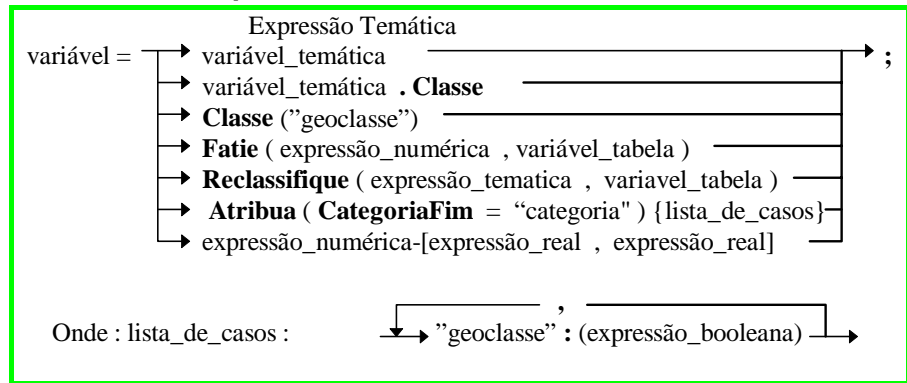 Expressão Temática
variável = variável_temática ;
variável_temática . Classe
Classe (”geoclasse”)
Fatie ( expressão_numérica , variável_tabela )
Reclassifique ( expressão_tematica , variavel_tabela )
Atribua ( CategoriaFim = “categoria" ) {lista_de_casos}
expressão_numérica-[expressão_real , expressão_real]
,
Onde : lista_de_casos : ”geoclasse” : (expressão_booleana)